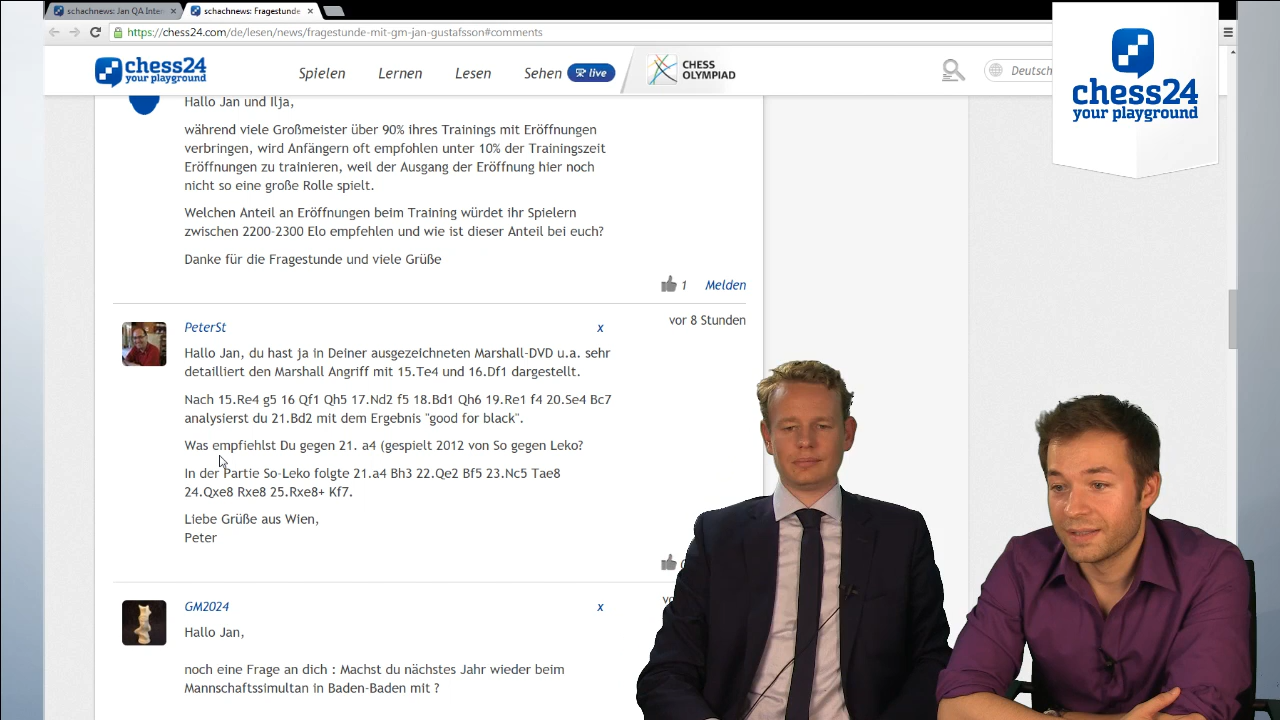 schachnews: Jan QA Inter
schachnews: Fragestunde
https://chess24.com/de/lesen/news/fragestunde-mit-gm-jan-gustafsson#comments
chess24
your playground
Spielen
Lernen
Lesen
Sehen
live
CHESS
OLYMPIAD
Deutsch
chess24
your playground
Hallo Jan und Ilja,
während viele Großmeister über 90% ihres Trainings mit Eröffnungen
verbringen, wird Anfängern oft empfohlen unter 10% der Trainingszeit
Eröffnungen zu trainieren, weil der Ausgang der Eröffnung hier noch
nicht so eine große Rolle spielt.
Welchen Anteil an Eröffnungen beim Training würdet ihr Spielern
zwischen 2200-2300 Elo empfehlen und wie ist dieser Anteil bei euch?
Danke für die Fragestunde und viele Grüße
1
Melden
PeterSt
x
vor 8 Stunden
Hallo Jan, du hast ja in Deiner ausgezeichneten Marshall-DVD u.a. sehr
detailliert den Marshall Angriff mit 15.Te4 und 16.Df1 dargestellt.
Nach 15.Re4 g5 16 Qf1 Qh5 17.Nd2 f5 18.Bd1 Qh6 19.Re1 f4 20.Se4 Bc7
analysierst du 21.Bd2 mit dem Ergebnis "good for black".
Was empfiehlst Du gegen 21. a4 (gespielt 2012 von So gegen Leko?
In der Partie So-Leko folgte 21.a4 Bh3 22.Qe2 Bf5 23.Nc5 Tae8
24.Qxe8 Rxe8 25.Rxe8+ Kf7.
Liebe Grüße aus Wien,
Peter
GM2024
x
Hallo Jan,
noch eine Frage an dich : Machst du nächstes Jahr wieder beim
Mannschaftssimultan in Baden-Baden mit ?